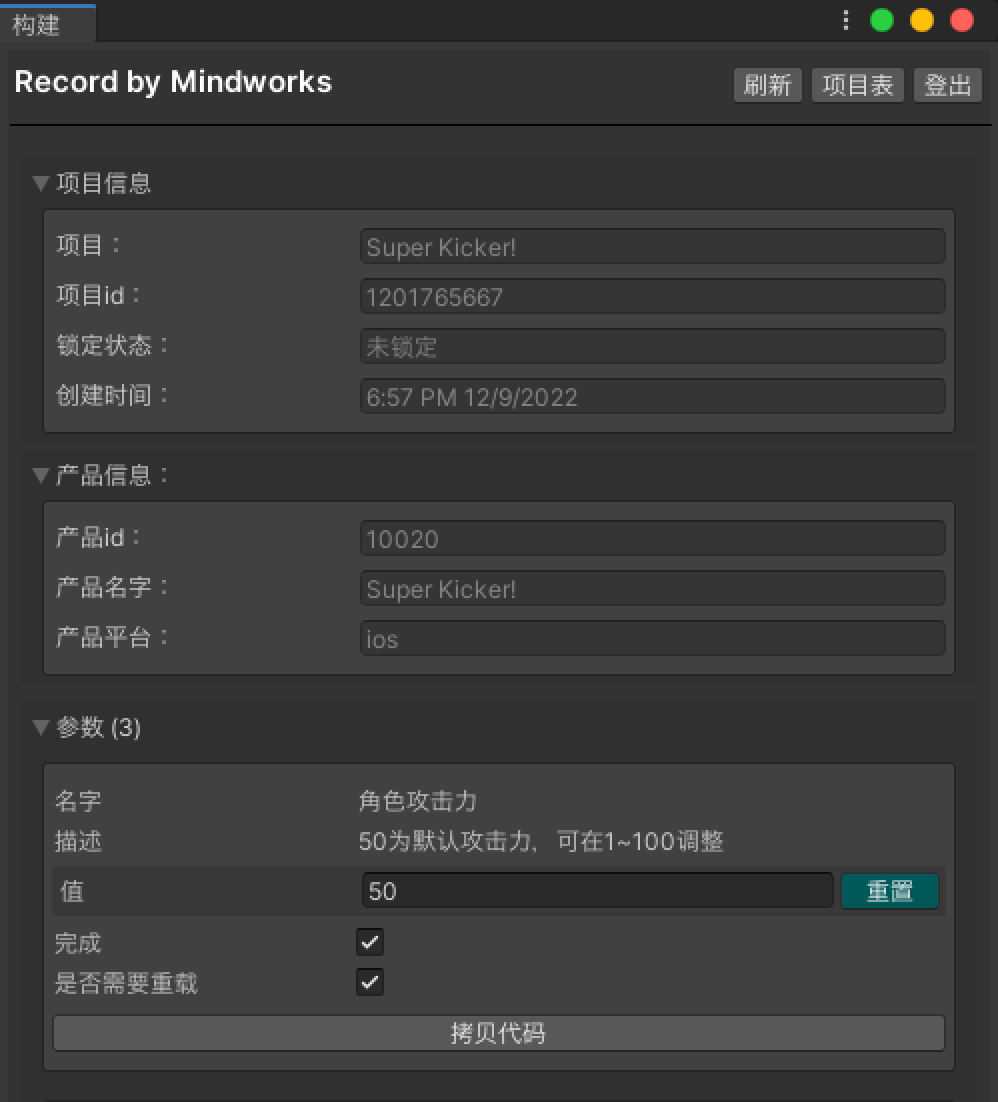 构建
Record by Mindworks
刷新 项目表 登出
项目信息
项目： Super Kicker!
项目id： 1201765667
锁定状态： 未锁定
创建时间： 6:57 PM 12/9/2022
产品信息：
产品id： 10020
产品名字： Super Kicker!
产品平台： ios
参数 (3)
名字 角色攻击力
描述 50为默认攻击力，可在1~100调整
值 50 重置
完成
是否需要重载
拷贝代码